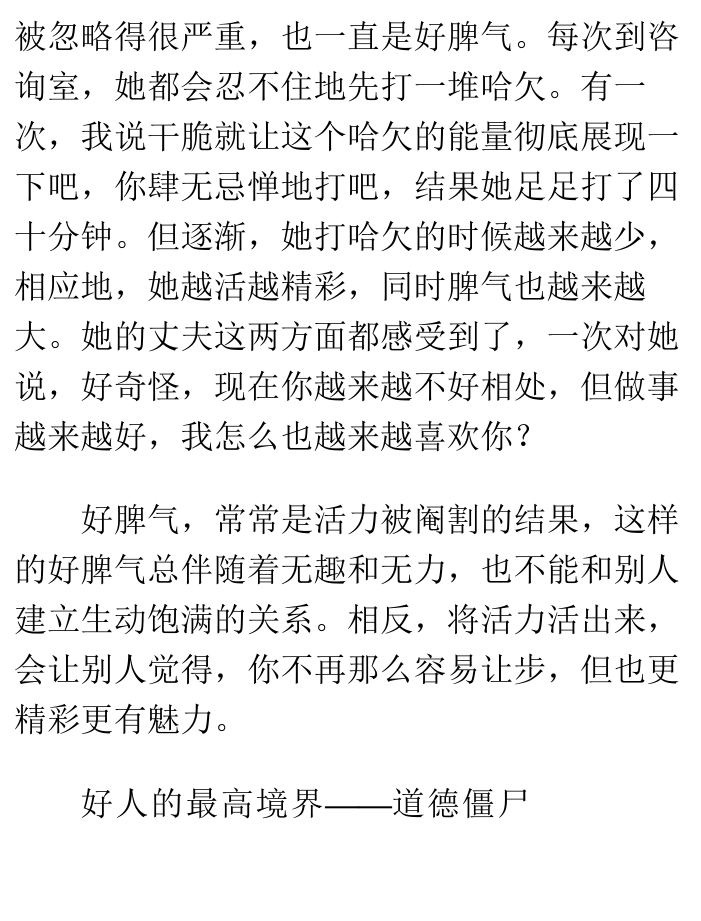 被忽略得很严重，也一直是好脾气。每次到咨
询室，她都会忍不住地先打一堆哈欠。有一
次，我说干脆就让这个哈欠的能量彻底展现一
下吧，你肆无忌惮地打吧，结果她足足打了四
十分钟。但逐渐，她打哈欠的时候越来越少，
相应地，她越活越精彩，同时脾气也越来越
大。她的丈夫这两方面都感受到了，一次对她
说，好奇怪，现在你越来越不好相处，但做事
越来越好，我怎么也越来越喜欢你？
好脾气，常常是活力被阉割的结果，这样
的好脾气总伴随着无趣和无力，也不能和别人
建立生动饱满的关系。相反，将活力活出来，
会让别人觉得，你不再那么容易让步，但也更
精彩更有魅力。
好人的最高境界——道德僵尸